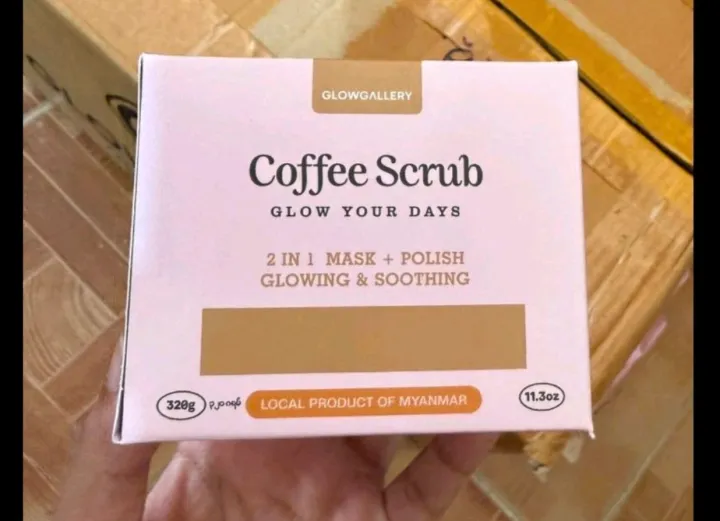 GLOWGALLERY
Coffee Scrub
GLOW YOUR DAYS
2 IN 1 MASK + POLISH
GLOWING & SOOTHING
320g
LOCAL PRODUCT OF MYANMAR
11.3oz